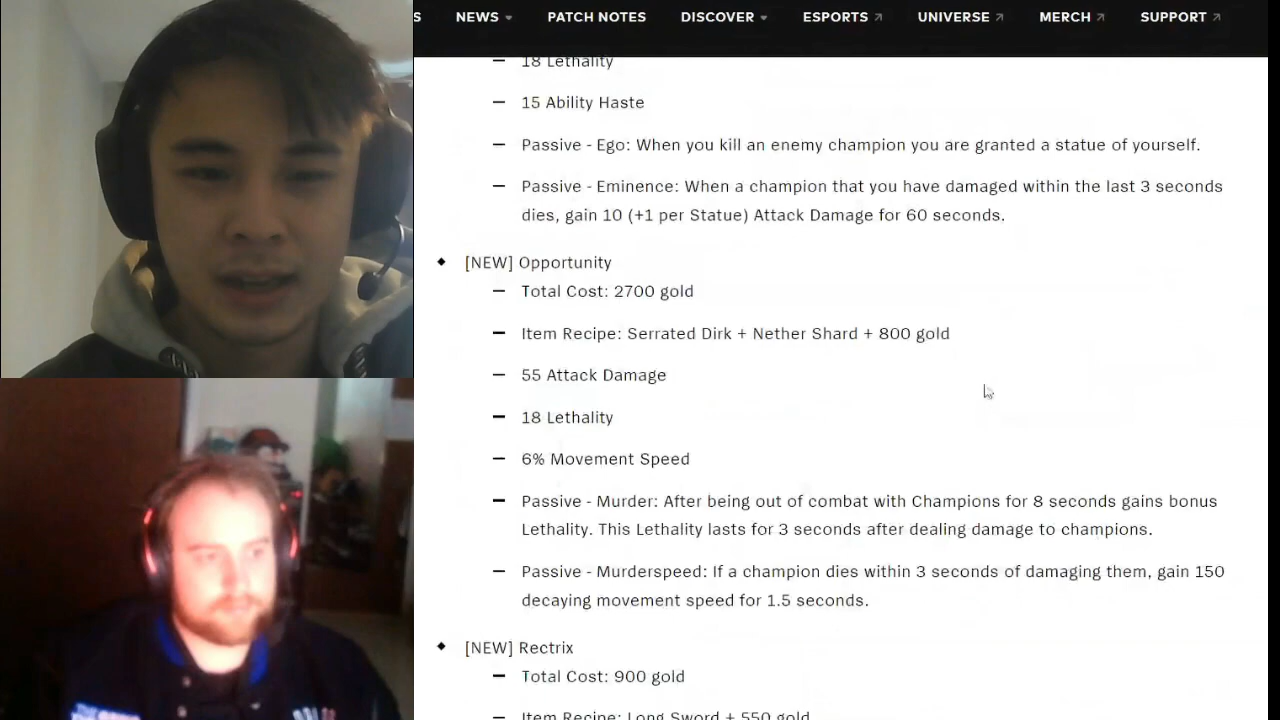 S NEWS PATCH NOTES DISCOVER ESPORTS UNIVERSE MERCH SUPPORT
18 Lethality
15 Ability Haste
Passive - Ego: When you kill an enemy champion you are granted a statue of yourself.
Passive - Eminence: When a champion that you have damaged within the last 3 seconds
dies, gain 10 (+1 per Statue) Attack Damage for 60 seconds.
[NEW] Opportunity
Total Cost: 2700 gold
Item Recipe: Serrated Dirk + Nether Shard + 800 gold
55 Attack Damage
18 Lethality
6% Movement Speed
Passive - Murder: After being out of combat with Champions for 8 seconds gains bonus
Lethality. This Lethality lasts for 3 seconds after dealing damage to champions.
Passive - Murderspeed: If a champion dies within 3 seconds of damaging them, gain 150
decaying movement speed for 1.5 seconds.
[NEW] Rectrix
Total Cost: 900 gold
Item Recipe: Long Sword + 550 gold